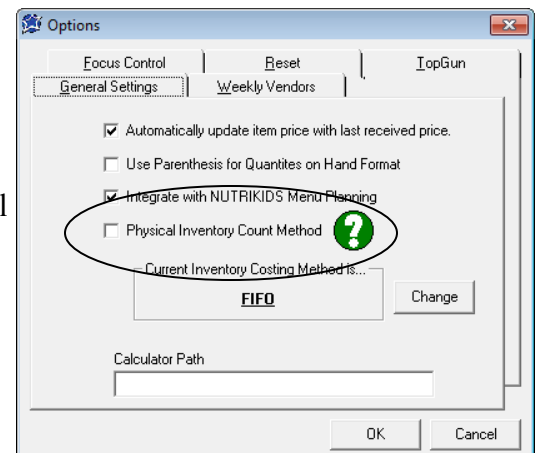 Options
Focus Control Reset TopGun
General Settings Weekly Vendors
Automatically update item price with last received price.
Use Parenthesis for Quantites on Hand Format
Integrate with NUTRIKIDS Menu Planning
l
Physical Inventory Count Method ?
Current Inventory Costing Method is...
FIFO
Change
Calculator Path
OK Cancel